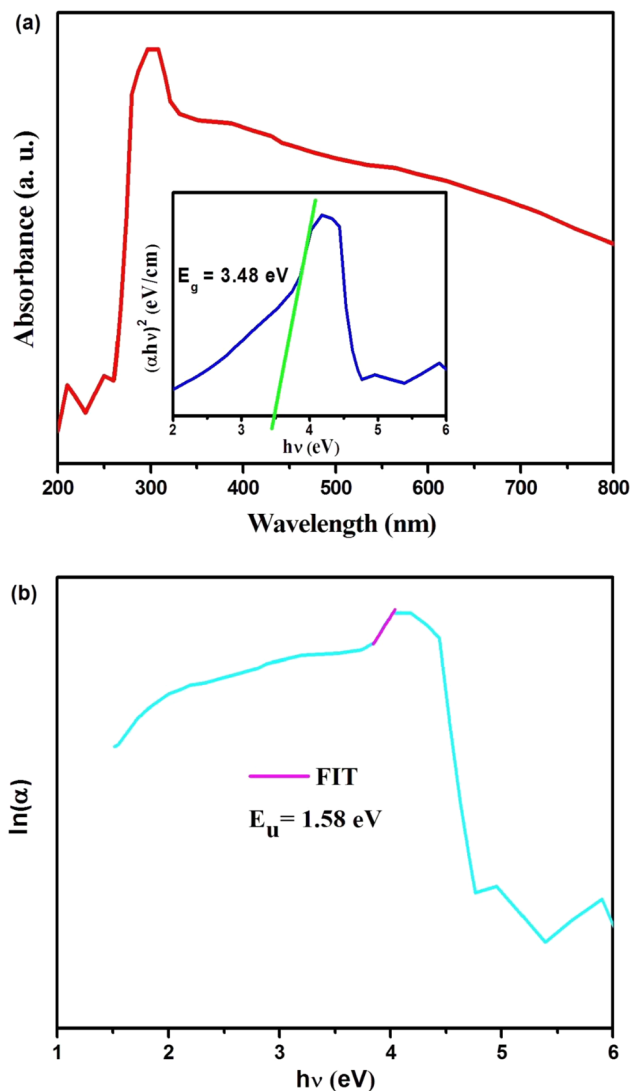 (a)
Absorbance (a. u.)
E_g = 3.48 eV
(αhν)² (eV/cm)
2 3 4 5 6
hν (eV)
200 300 400 500 600 700 800
Wavelength (nm)
(b)
ln(α)
FIT
E_u= 1.58 eV
1 2 3 4 5 6
hν (eV)